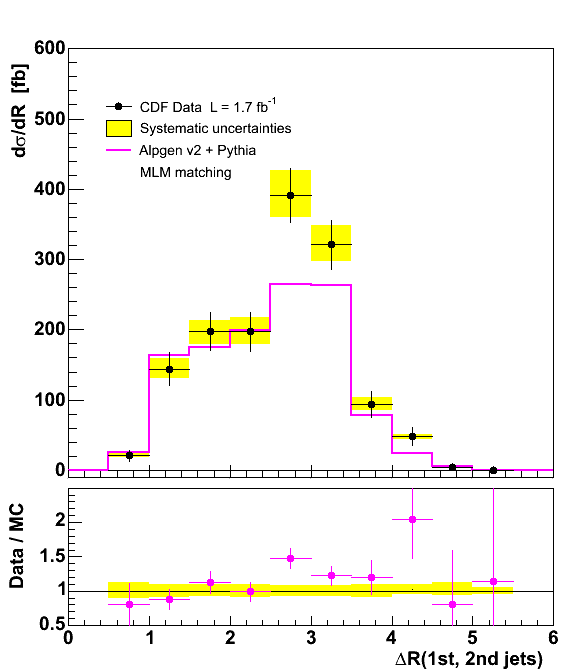 600
500
400
300
200
100
0
dσ/dR [fb]
CDF Data L = 1.7 fb⁻¹
Systematic uncertainties
Alpgen v2 + Pythia
MLM matching
2
1.5
1
0.5
Data / MC
0 1 2 3 4 5 6
ΔR(1st, 2nd jets)